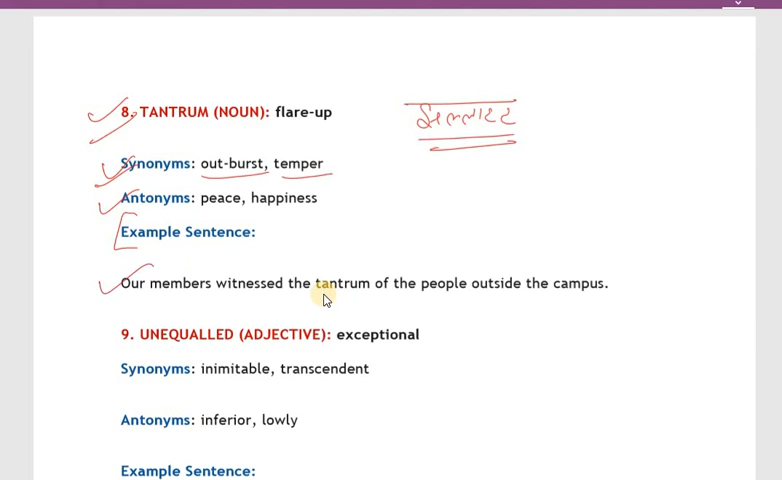 8. TANTRUM (NOUN): flare-up
Synonyms: out-burst, temper
Antonyms: peace, happiness
Example Sentence:
Our members witnessed the tantrum of the people outside the campus.
9. UNEQUALLED (ADJECTIVE): exceptional
Synonyms: inimitable, transcendent
Antonyms: inferior, lowly
Example Sentence: